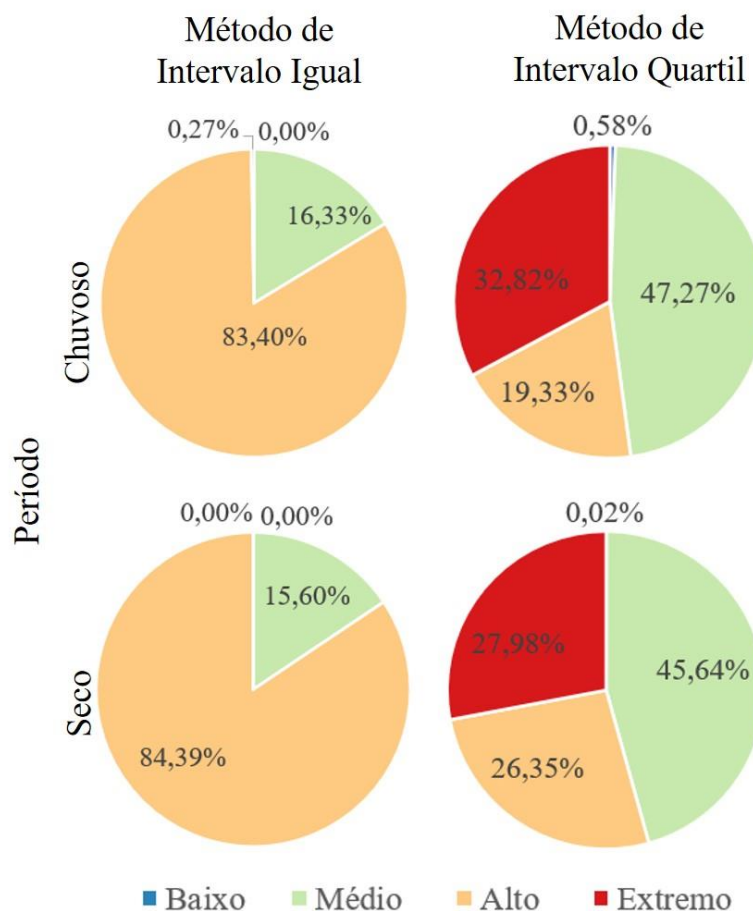 Método de
Intervalo Igual
Método de
Intervalo Quartil
Período
Chuvoso
0,27%
0,00%
16,33%
83,40%
0,58%
47,27%
19,33%
32,82%
Seco
0,00%
0,00%
15,60%
84,39%
0,02%
45,64%
26,35%
27,98%
Baixo Médio Alto Extremo